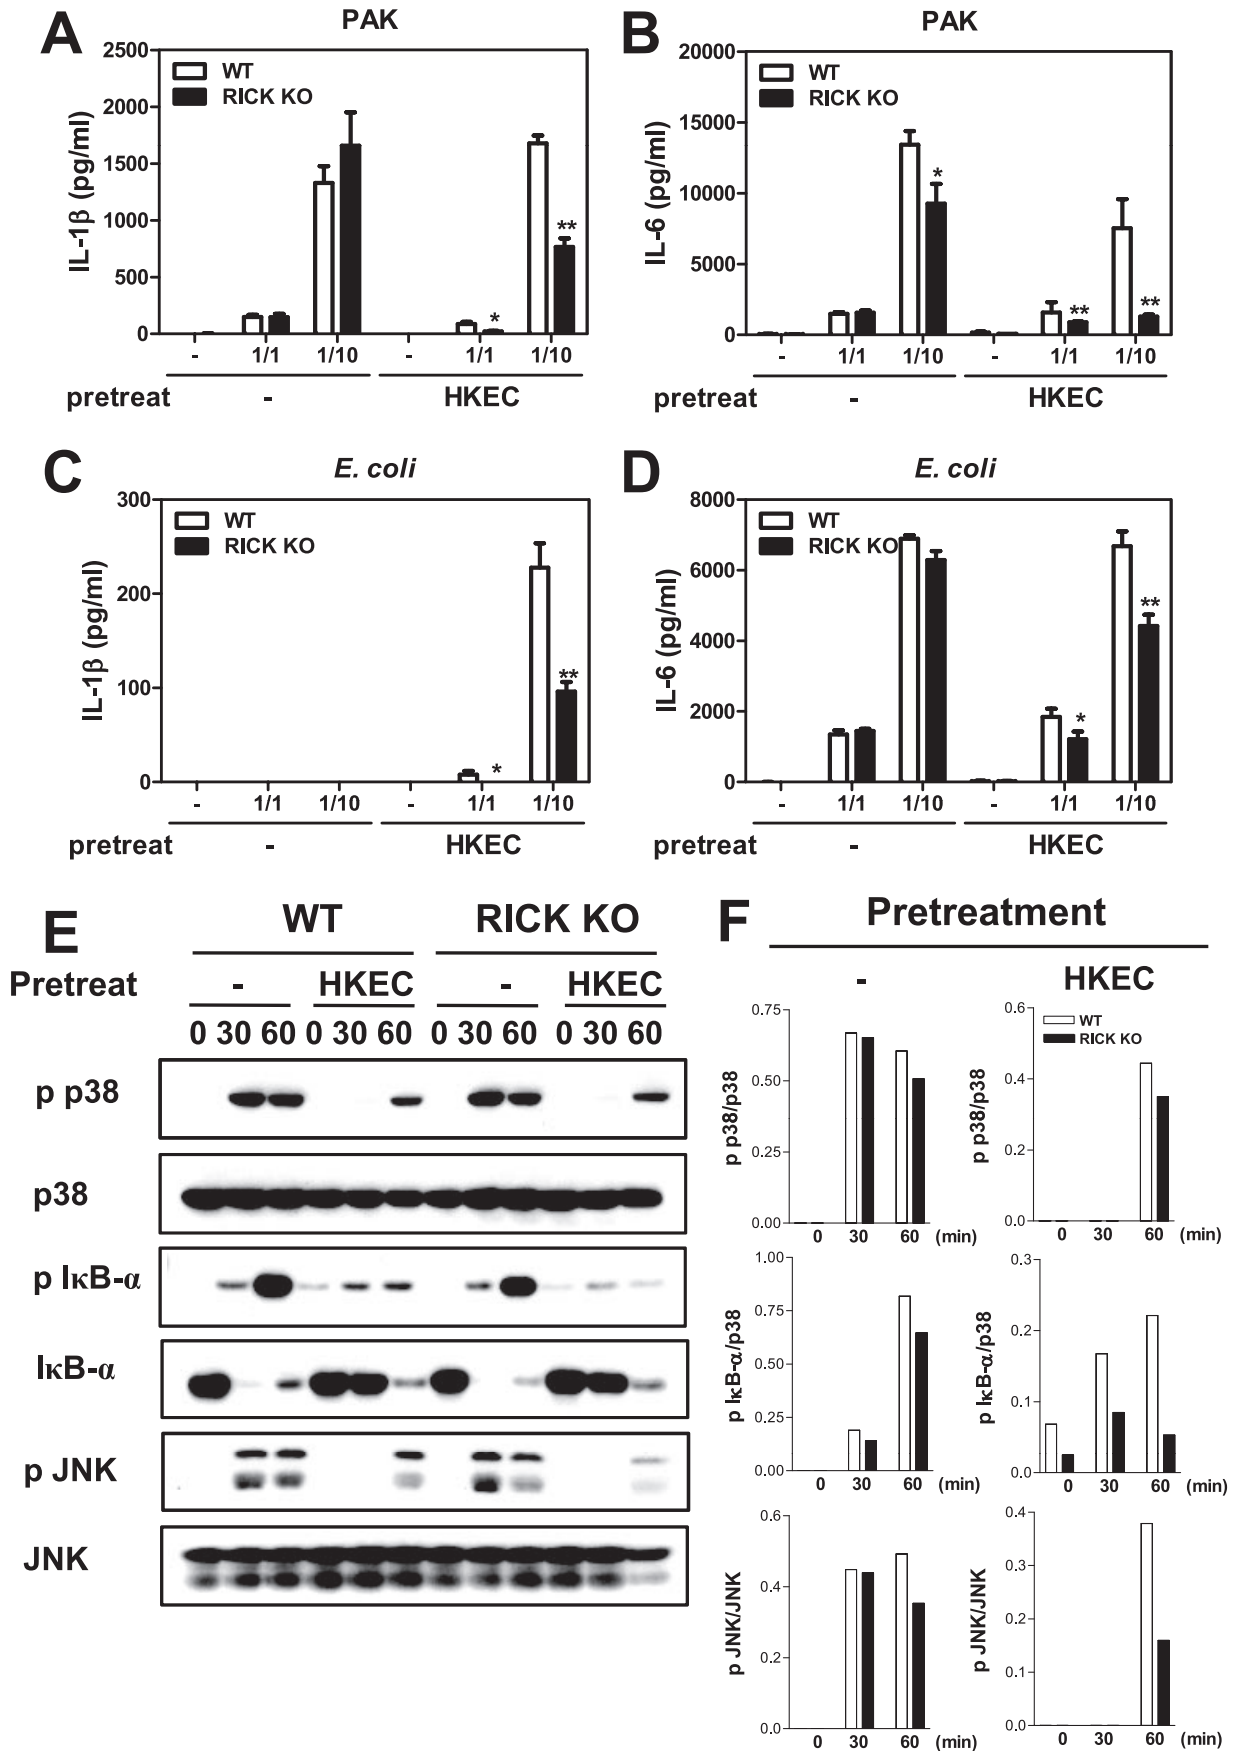 A
PAK
IL-1β (pg/ml)
2500
2000
1500
1000
500
0
WT
RICK KO
*
**
- 1/1 1/10 - 1/1 1/10
pretreat - HKEC
B
PAK
IL-6 (pg/ml)
20000
15000
10000
5000
0
WT
RICK KO
*
**
**
- 1/1 1/10 - 1/1 1/10
pretreat - HKEC
C
E. coli
IL-1β (pg/ml)
300
200
100
0
WT
RICK KO
*
**
- 1/1 1/10 - 1/1 1/10
pretreat - HKEC
D
E. coli
IL-6 (pg/ml)
8000
6000
4000
2000
0
WT
RICK KO
*
**
- 1/1 1/10 - 1/1 1/10
pretreat - HKEC
E
WT RICK KO
Pretreat - HKEC - HKEC
0 30 60 0 30 60 0 30 60 0 30 60
p p38
p38
p IκB-α
IκB-α
p JNK
JNK
F
Pretreatment
- HKEC
p p38/p38
0.75
0.50
0.25
0.00
0 30 60 (min)
p p38/p38
0.6
0.4
0.2
0.0
WT
RICK KO
0 30 60 (min)
p IκB-α/p38
1.00
0.75
0.50
0.25
0.00
0 30 60 (min)
p IκB-α/p38
0.3
0.2
0.1
0.0
0 30 60 (min)
p JNK/JNK
0.6
0.4
0.2
0.0
0 30 60 (min)
p JNK/JNK
0.4
0.3
0.2
0.1
0.0
0 30 60 (min)